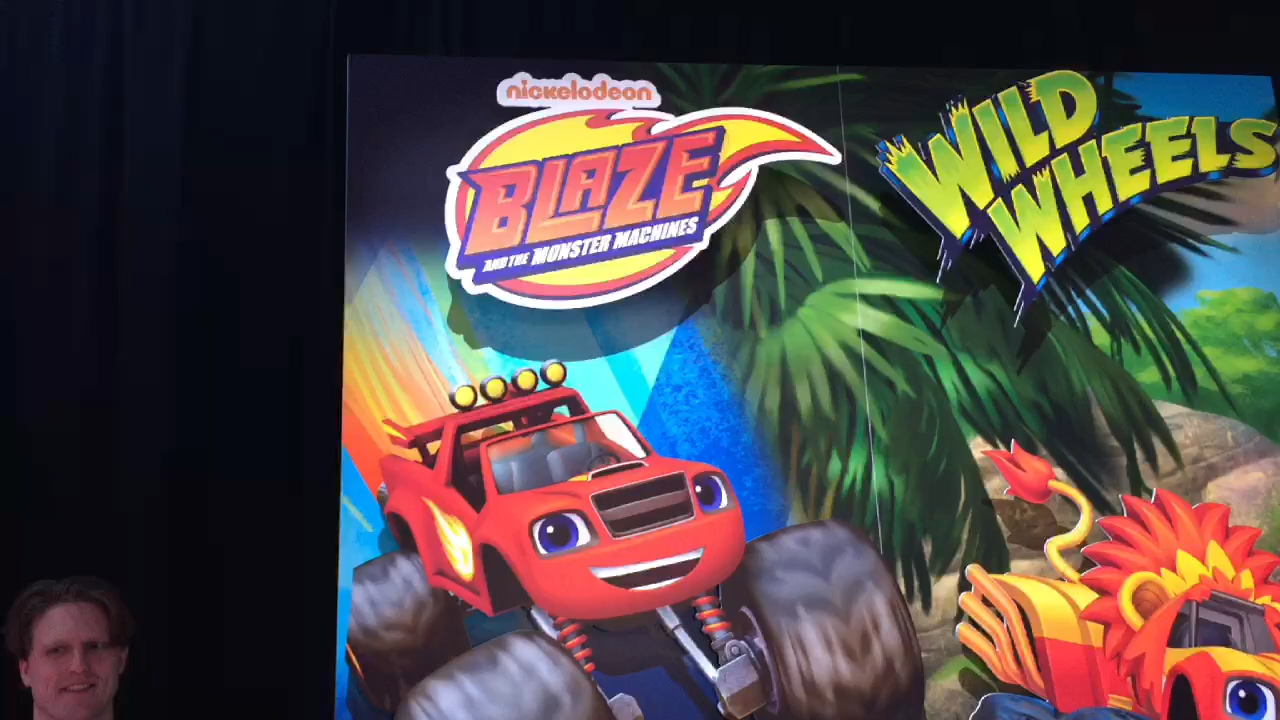 nickelodeon
BLAZE
AND THE MONSTER MACHINES
WILD
WHEELS